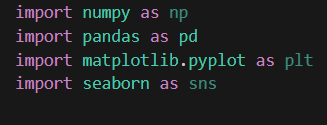 import numpy as np
import pandas as pd
import matplotlib.pyplot as plt
import seaborn as sns